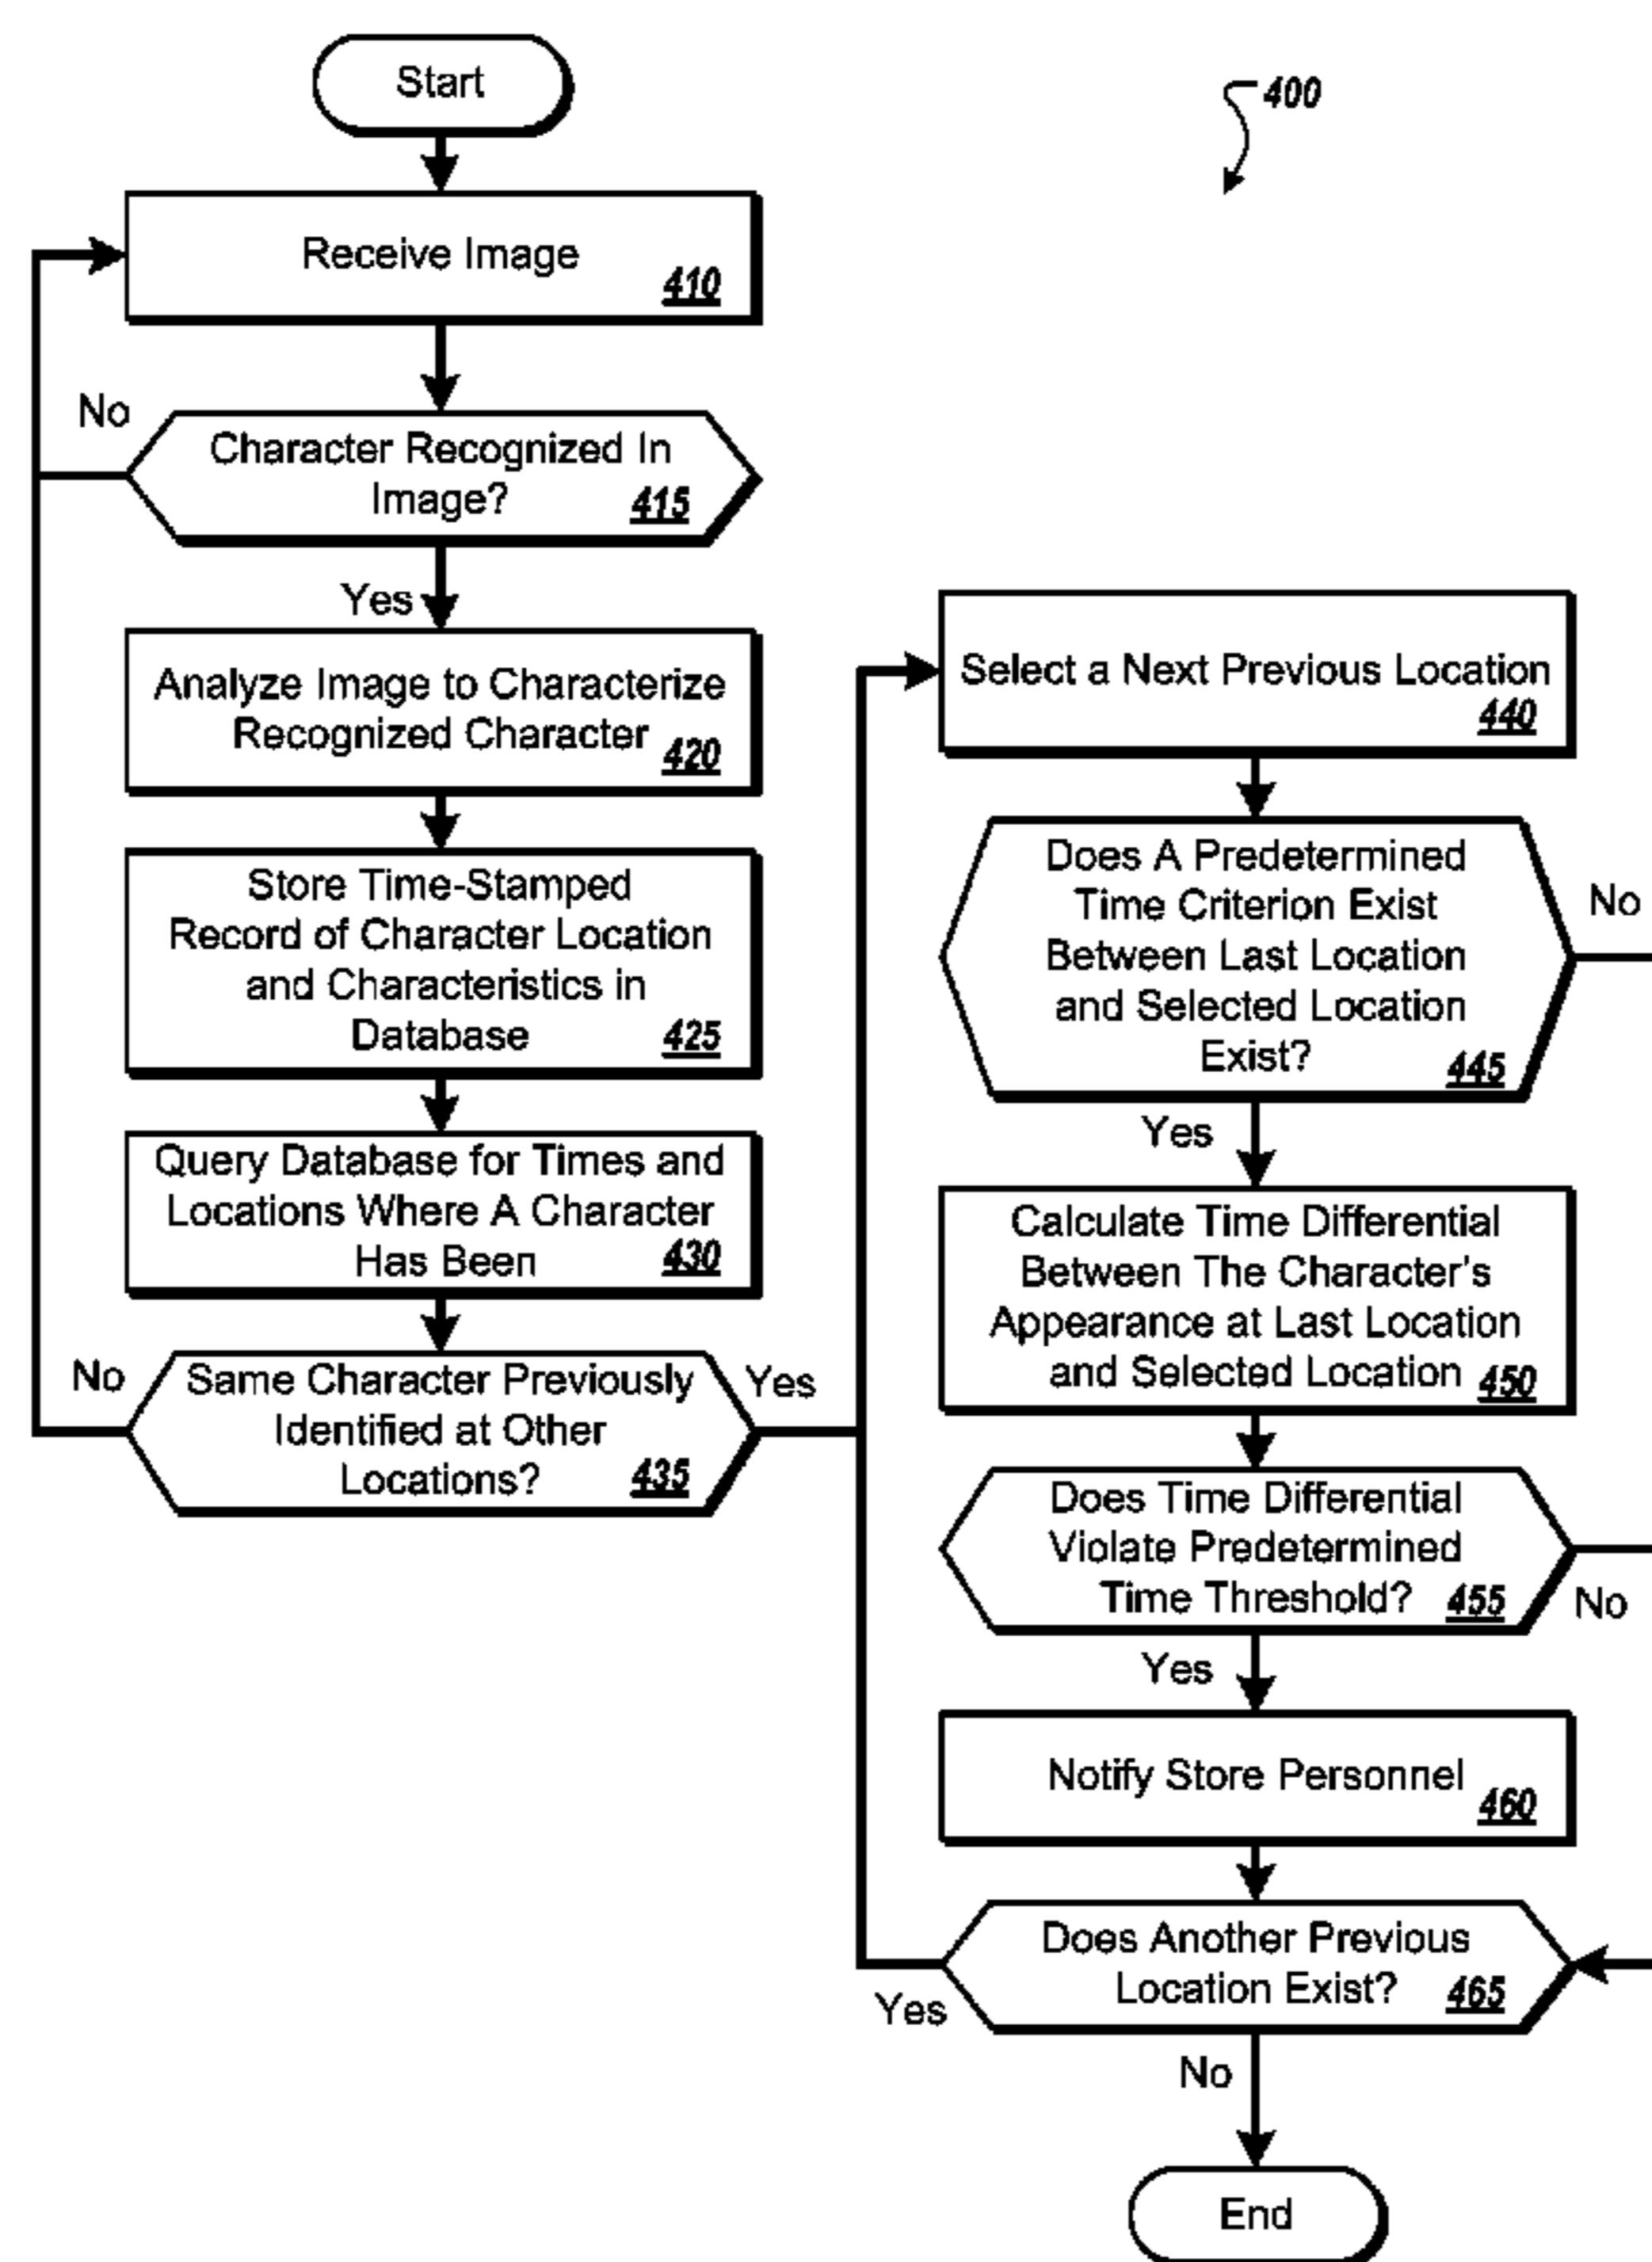 Start
400
Receive Image
410
No
Character Recognized In
Image?
415
Yes
Analyze Image to Characterize
Recognized Character
420
Store Time-Stamped
Record of Character Location
and Characteristics in
Database
425
Query Database for Times and
Locations Where A Character
Has Been
430
No
Same Character Previously
Identified at Other
Locations?
435
Yes
Select a Next Previous Location
440
Does A Predetermined
Time Criterion Exist
Between Last Location
and Selected Location
Exist?
445
No
Yes
Calculate Time Differential
Between The Character's
Appearance at Last Location
and Selected Location
450
Does Time Differential
Violate Predetermined
Time Threshold?
455
No
Yes
Notify Store Personnel
460
Does Another Previous
Location Exist?
465
Yes
No
End